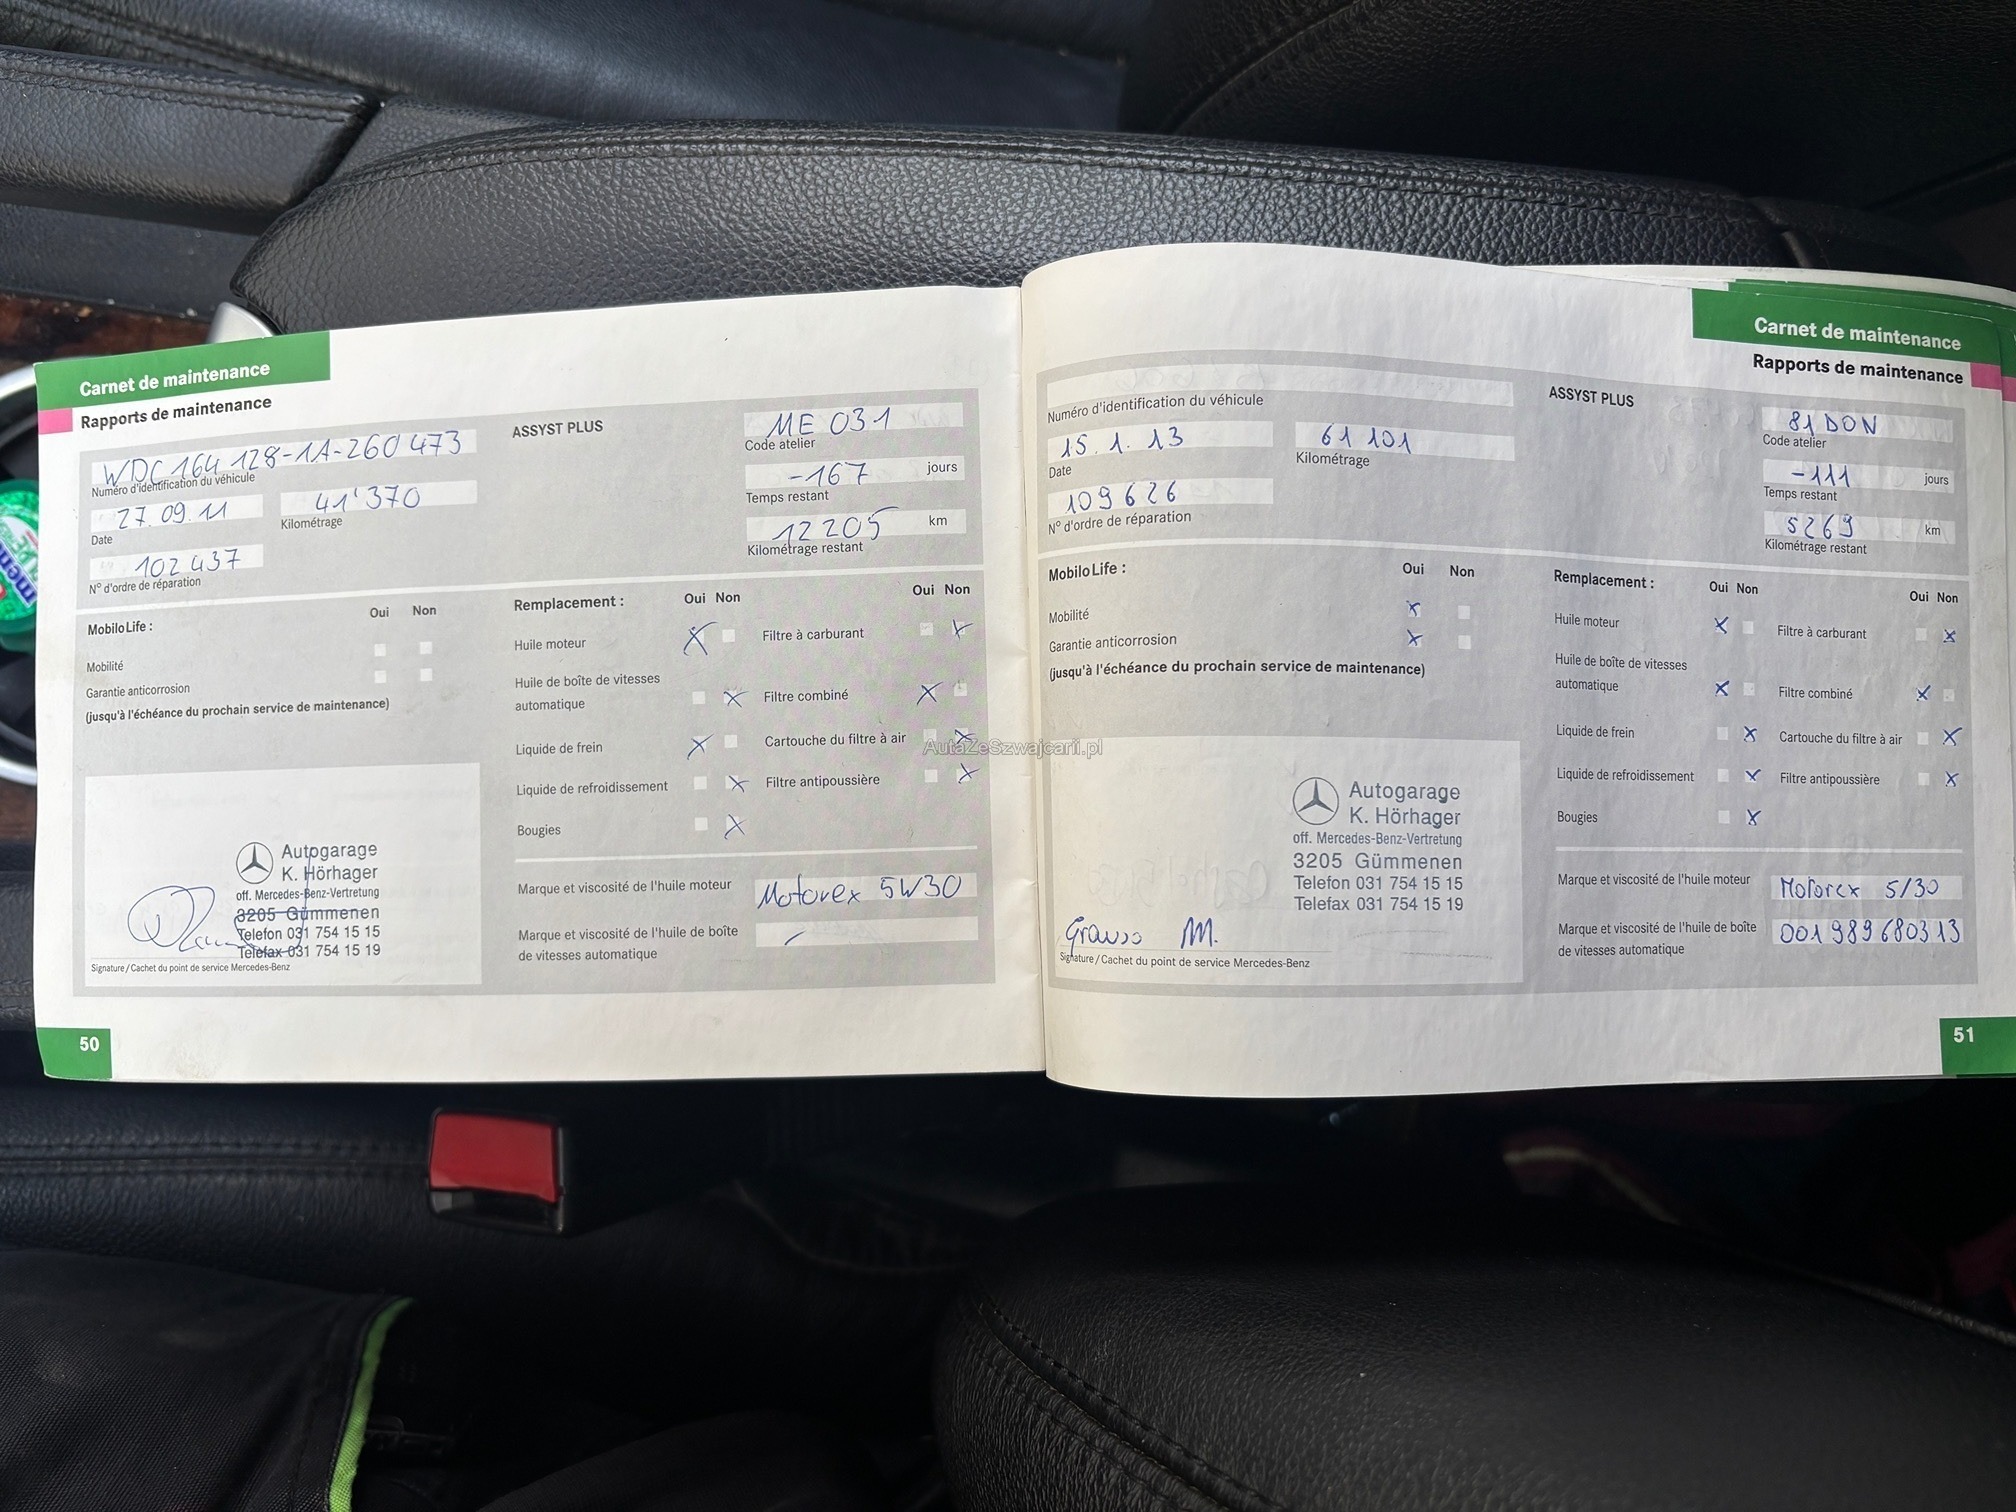 Carnet de maintenance
Rapports de maintenance
WDC 164 128-1A-260 473
Numéro d'identification du véhicule
27.09.11
Date
41'370
Kilométrage
102 437
N° d'ordre de réparation
ASSYST PLUS
ME 031
Code atelier
-167 jours
Temps restant
12205 km
Kilométrage restant
MobiloLife :
Oui Non
Mobilité
Garantie anticorrosion
(jusqu'à l'échéance du prochain service de maintenance)
Autogarage
K. Hörhager
off. Mercedes-Benz-Vertretung
3205 Gümmenen
Telefon 031 754 15 15
Telefax 031 754 15 19
Signature/Cachet du point de service Mercedes-Benz
Remplacement :
Oui Non
Oui Non
Huile moteur
Filtre à carburant
Huile de boîte de vitesses
automatique
Filtre combiné
Liquide de frein
Cartouche du filtre à air
Liquide de refroidissement
Filtre antipoussière
Bougies
Marque et viscosité de l'huile moteur
Motorex 5W30
Marque et viscosité de l'huile de boîte
de vitesses automatique
50
Carnet de maintenance
Rapports de maintenance
Numéro d'identification du véhicule
15.1.13
Date
61 101
Kilométrage
109626
N° d'ordre de réparation
ASSYST PLUS
81DON
Code atelier
-111 jours
Temps restant
5269 km
Kilométrage restant
MobiloLife :
Oui Non
Mobilité
Garantie anticorrosion
(jusqu'à l'échéance du prochain service de maintenance)
Autogarage
K. Hörhager
off. Mercedes-Benz-Vertretung
3205 Gümmenen
Telefon 031 754 15 15
Telefax 031 754 15 19
M.
Signature/Cachet du point de service Mercedes-Benz
Remplacement :
Oui Non
Oui Non
Huile moteur
Filtre à carburant
Huile de boîte de vitesses
automatique
Filtre combiné
Liquide de frein
Cartouche du filtre à air
Liquide de refroidissement
Filtre antipoussière
Bougies
Marque et viscosité de l'huile moteur
Motorex 5/30
Marque et viscosité de l'huile de boîte
de vitesses automatique
001 989 680313
51
AutaZeSzwajcarii.pl